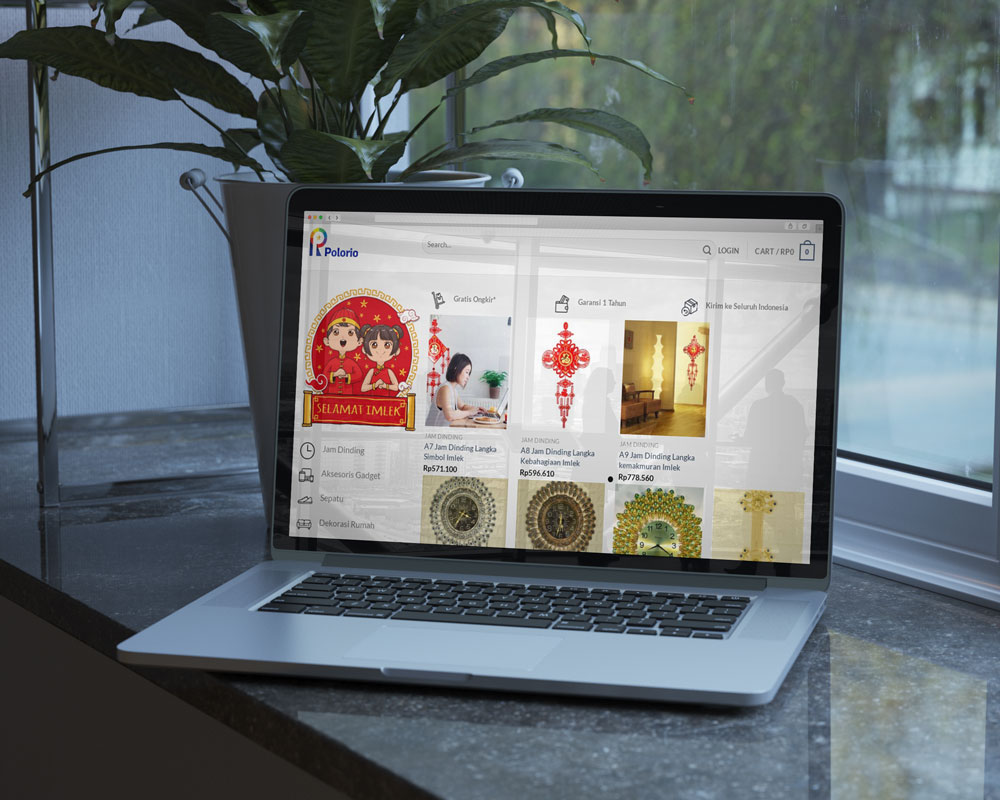 Polorio
Search...
LOGIN
CART / RP0
0
Gratis Ongkir*
Garansi 1 Tahun
Kirim ke Seluruh Indonesia
SELAMAT IMLEK
Jam Dinding
Aksesoris Gadget
Sepatu
Dekorasi Rumah
JAM DINDING
A7 Jam Dinding Langka
Simbol Imlek
Rp571.100
JAM DINDING
A8 Jam Dinding Langka
Kebahagiaan Imlek
Rp596.610
JAM DINDING
A9 Jam Dinding Langka
kemakmuran Imlek
Rp778.560